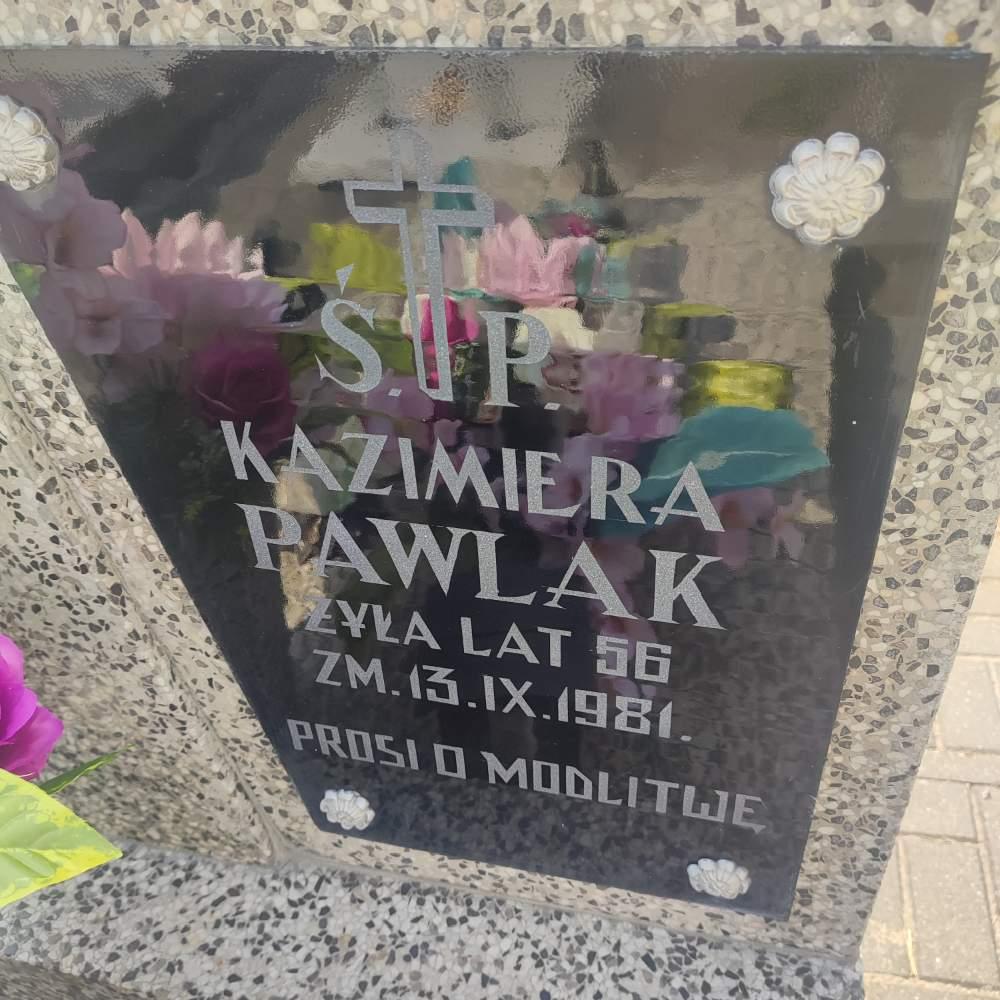 Ś. P.
KAZIMIERA
PAWLAK
ŻYŁA LAT 56
ZM. 13.IX.1981.
PROSI O MODLITWĘ